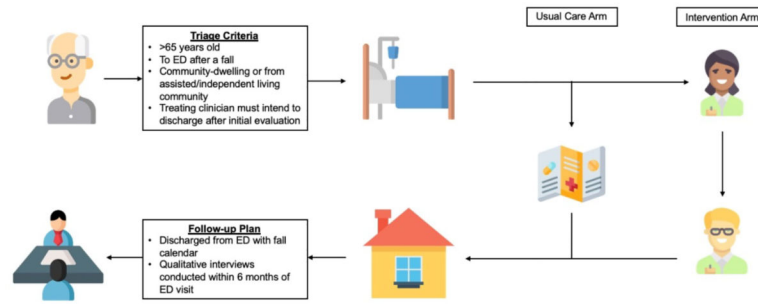 Usual Care Arm
Intervention Arm
Triage Criteria
• >65 years old
• To ED after a fall
• Community-dwelling or from
assisted/independent living
community
• Treating clinician must intend to
discharge after initial evaluation
Follow-up Plan
• Discharged from ED with fall
calendar
• Qualitative interviews
conducted within 6 months of
ED visit